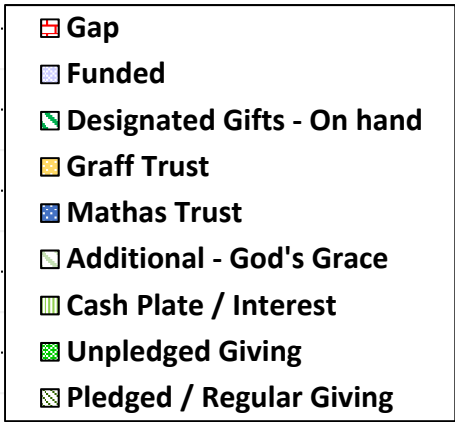 Gap
Funded
Designated Gifts - On hand
Graff Trust
Mathas Trust
Additional - God's Grace
Cash Plate / Interest
Unpledged Giving
Pledged / Regular Giving